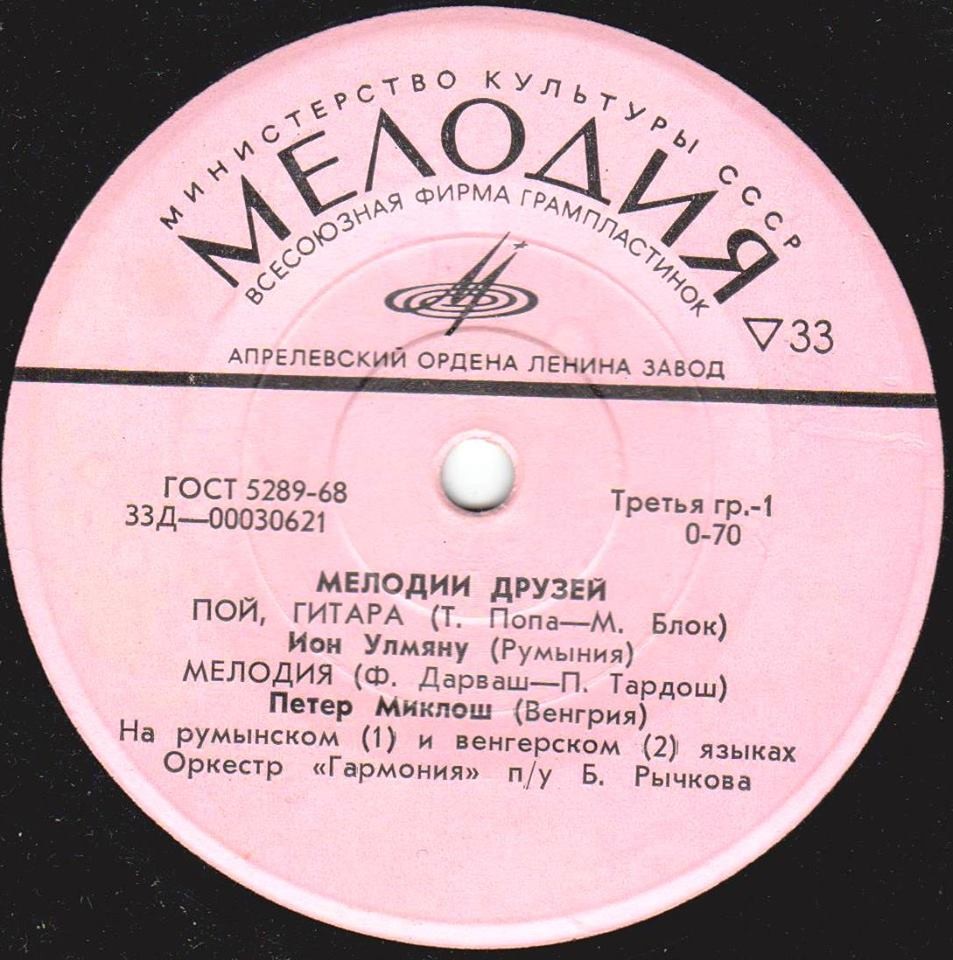 МИНИСТЕРСТВО КУЛЬТУРЫ СССР
МЕЛОДИЯ
ВСЕСОЮЗНАЯ ФИРМА ГРАМПЛАСТИНОК
33
АПРЕЛЕВСКИЙ ОРДЕНА ЛЕНИНА ЗАВОД
ГОСТ 5289-68
33Д—00030621
Третья гр.-1
0-70
МЕЛОДИИ ДРУЗЕЙ
ПОЙ, ГИТАРА (Т. Попа—М. Блок)
Ион Улмяну (Румыния)
МЕЛОДИЯ (Ф. Дарваш—П. Тардош)
Петер Миклош (Венгрия)
На румынском (1) и венгерском (2) языках
Оркестр «Гармония» п/у Б. Рычкова